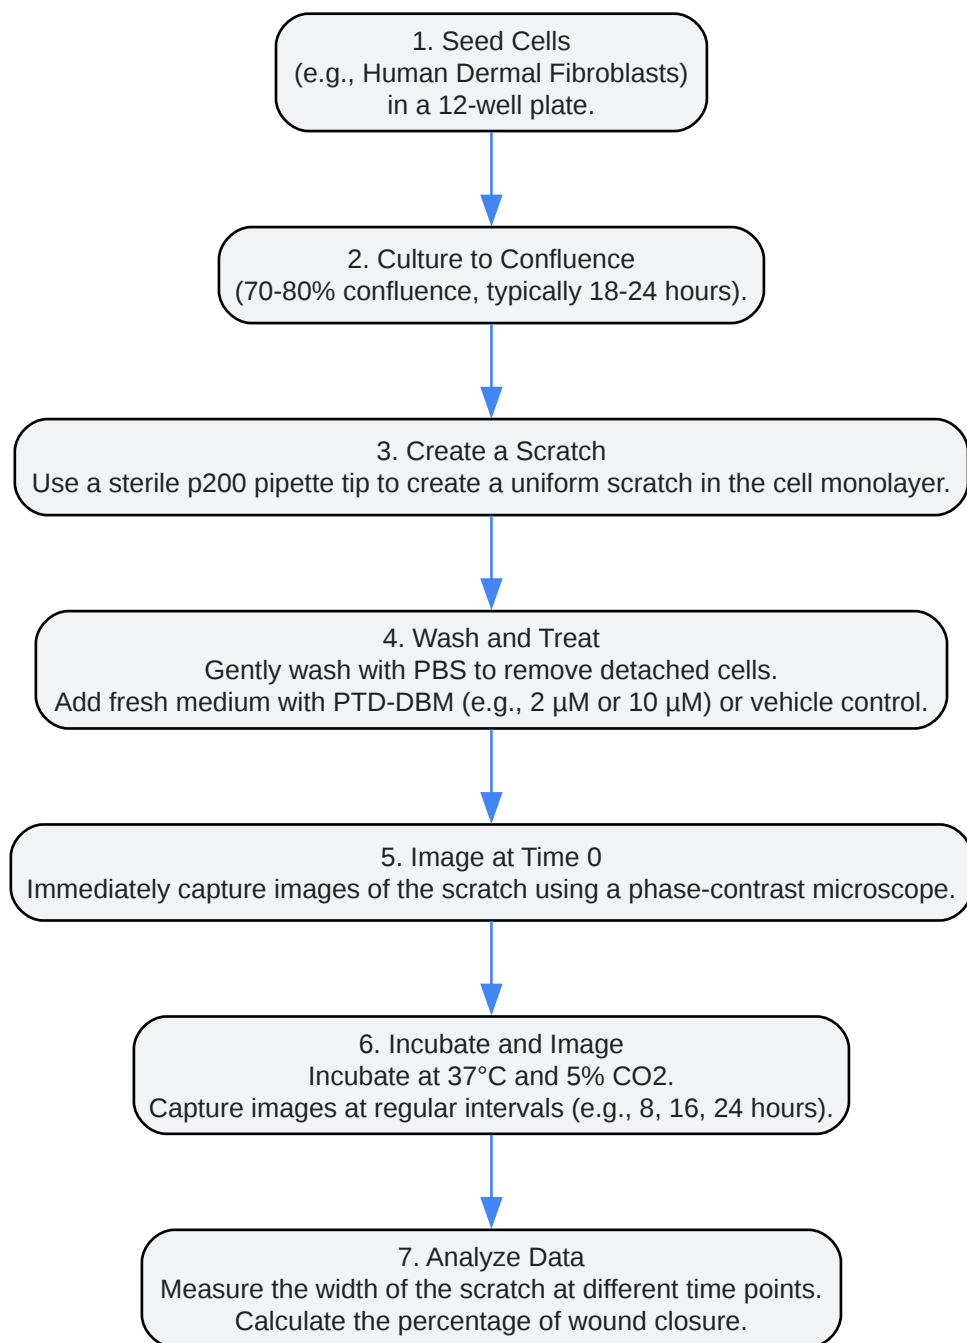 1. Seed Cells
(e.g., Human Dermal Fibroblasts)
in a 12-well plate.
2. Culture to Confluence
(70-80% confluence, typically 18-24 hours).
3. Create a Scratch
Use a sterile p200 pipette tip to create a uniform scratch in the cell monolayer.
4. Wash and Treat
Gently wash with PBS to remove detached cells.
Add fresh medium with PTD-DBM (e.g., 2 µM or 10 µM) or vehicle control.
5. Image at Time 0
Immediately capture images of the scratch using a phase-contrast microscope.
6. Incubate and Image
Incubate at 37°C and 5% CO2.
Capture images at regular intervals (e.g., 8, 16, 24 hours).
7. Analyze Data
Measure the width of the scratch at different time points.
Calculate the percentage of wound closure.